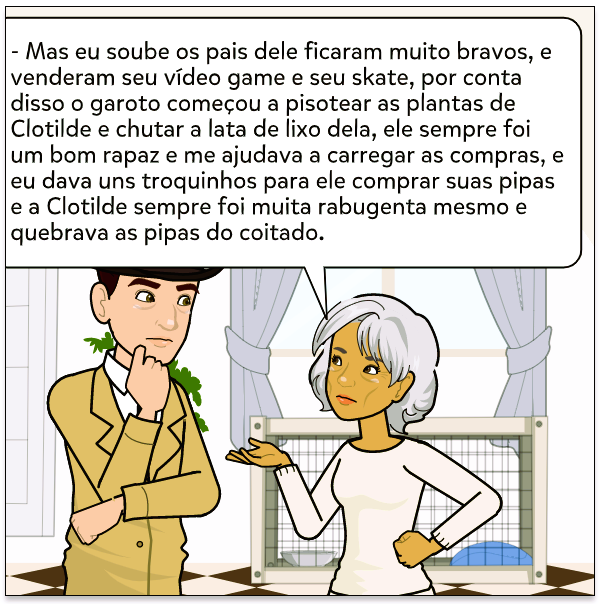 - Mas eu soube os pais dele ficaram muito bravos, e
venderam seu vídeo game e seu skate, por conta
disso o garoto começou a pisotear as plantas de
Clotilde e chutar a lata de lixo dela, ele sempre foi
um bom rapaz e me ajudava a carregar as compras, e
eu dava uns troquinhos para ele comprar suas pipas
e a Clotilde sempre foi muita rabugenta mesmo e
quebrava as pipas do coitado.